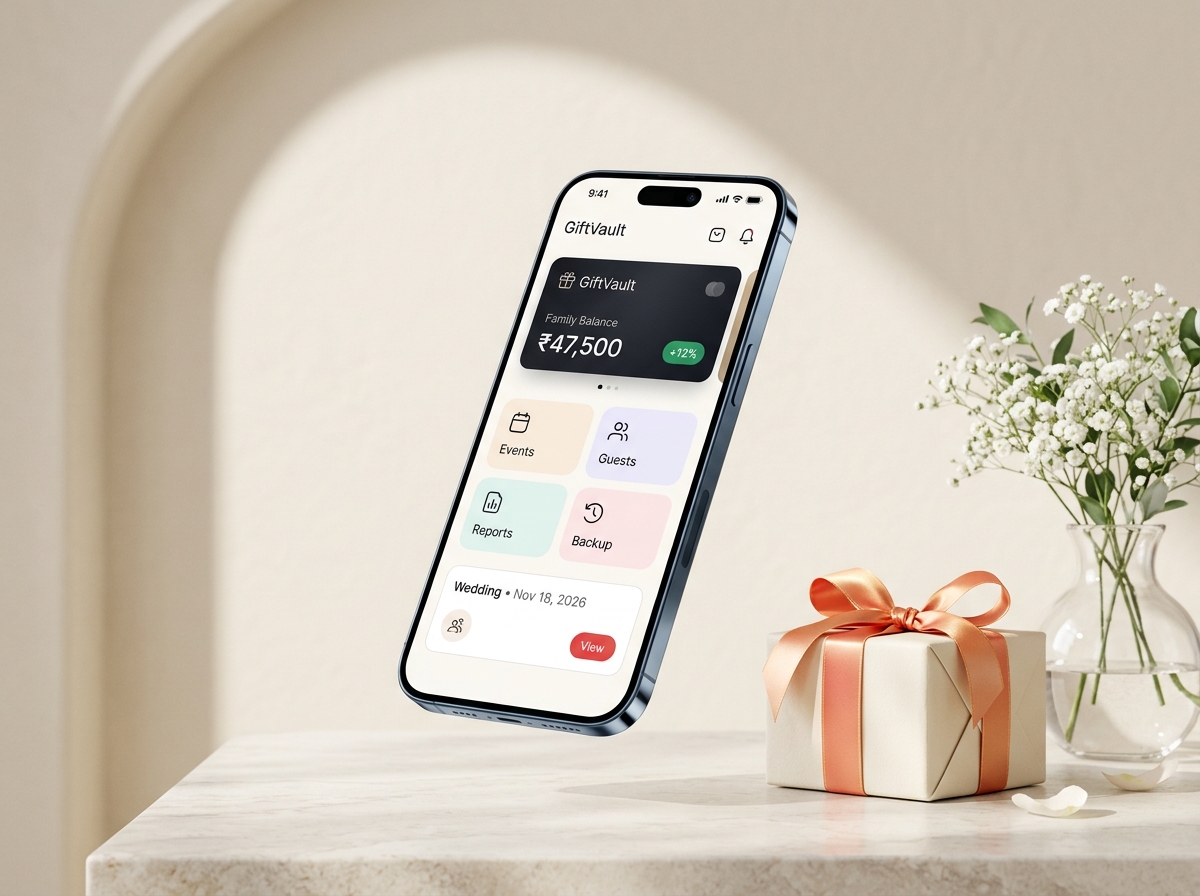 9:41
GiftVault
GiftVault
Family Balance
₹47,500
+12%
Events
Guests
Reports
Backup
Wedding • Nov 18, 2026
View